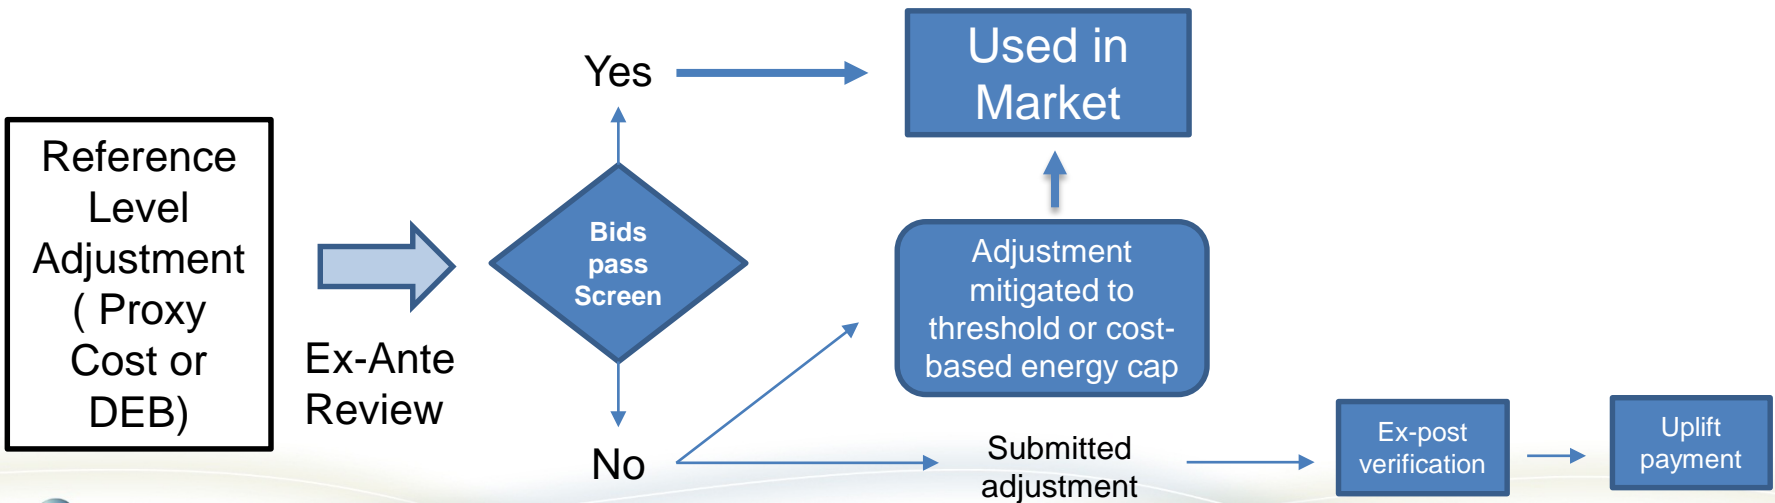 Reference
Level
Adjustment
( Proxy
Cost or
DEB)
Ex-Ante
Review
Bids
pass
Screen
Yes
No
Used in
Market
Adjustment
mitigated to
threshold or cost-
based energy cap
Submitted
adjustment
Ex-post
verification
Uplift
payment